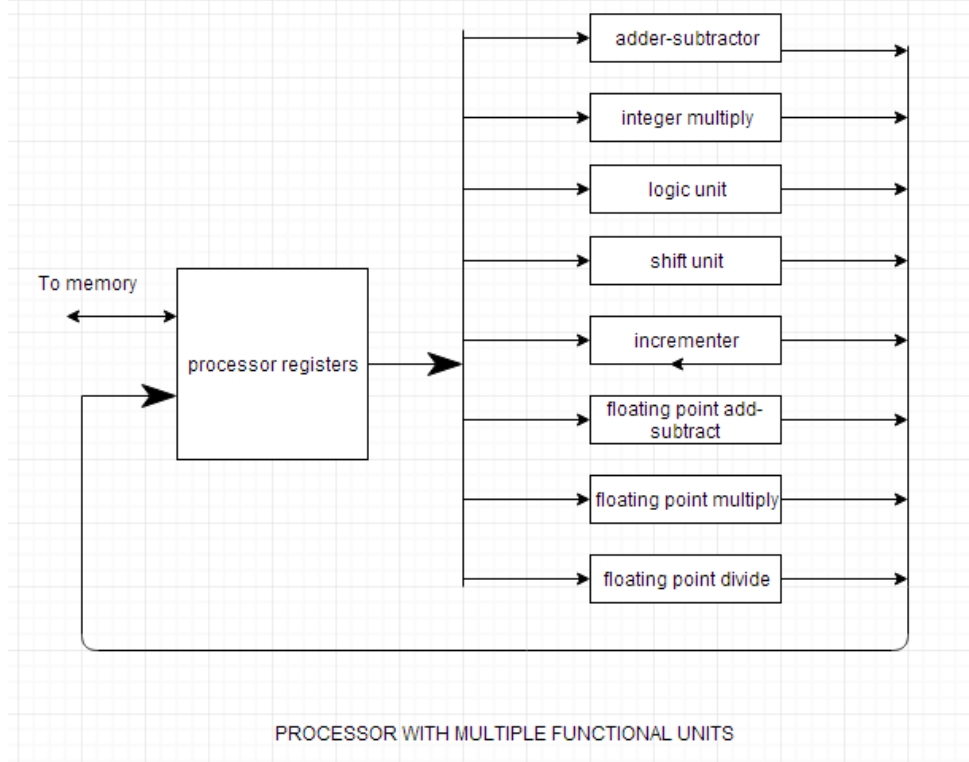 adder-subtractor
integer multiply
logic unit
shift unit
To memory
incrementer
processor registers
floating point add-
subtract
floating point multiply
floating point divide
PROCESSOR WITH MULTIPLE FUNCTIONAL UNITS